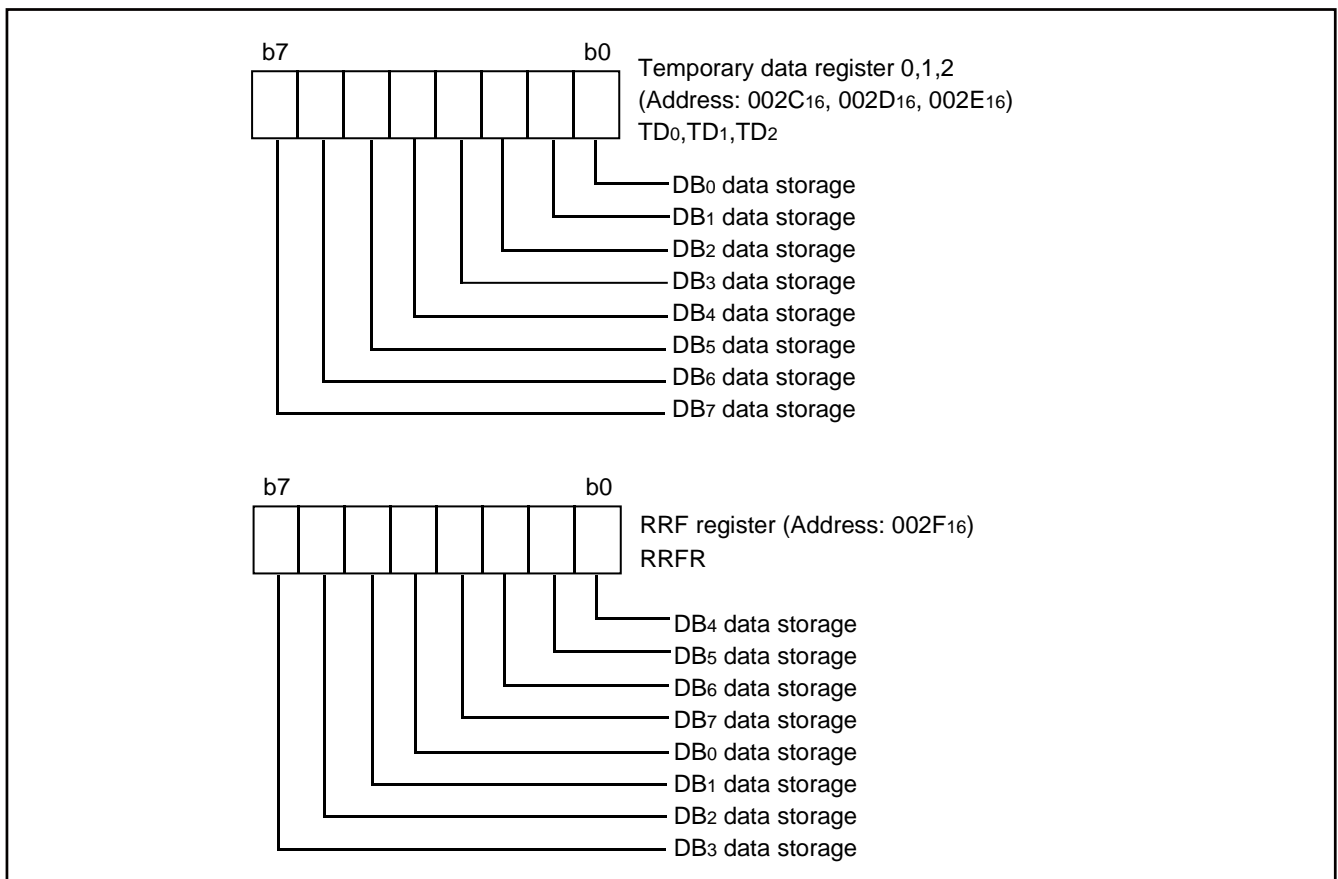 b7 b0
Temporary data register 0,1,2
(Address: 002C16, 002D16, 002E16)
TD0,TD1,TD2
DB0 data storage
DB1 data storage
DB2 data storage
DB3 data storage
DB4 data storage
DB5 data storage
DB6 data storage
DB7 data storage
b7 b0
RRF register (Address: 002F16)
RRFR
DB4 data storage
DB5 data storage
DB6 data storage
DB7 data storage
DB0 data storage
DB1 data storage
DB2 data storage
DB3 data storage